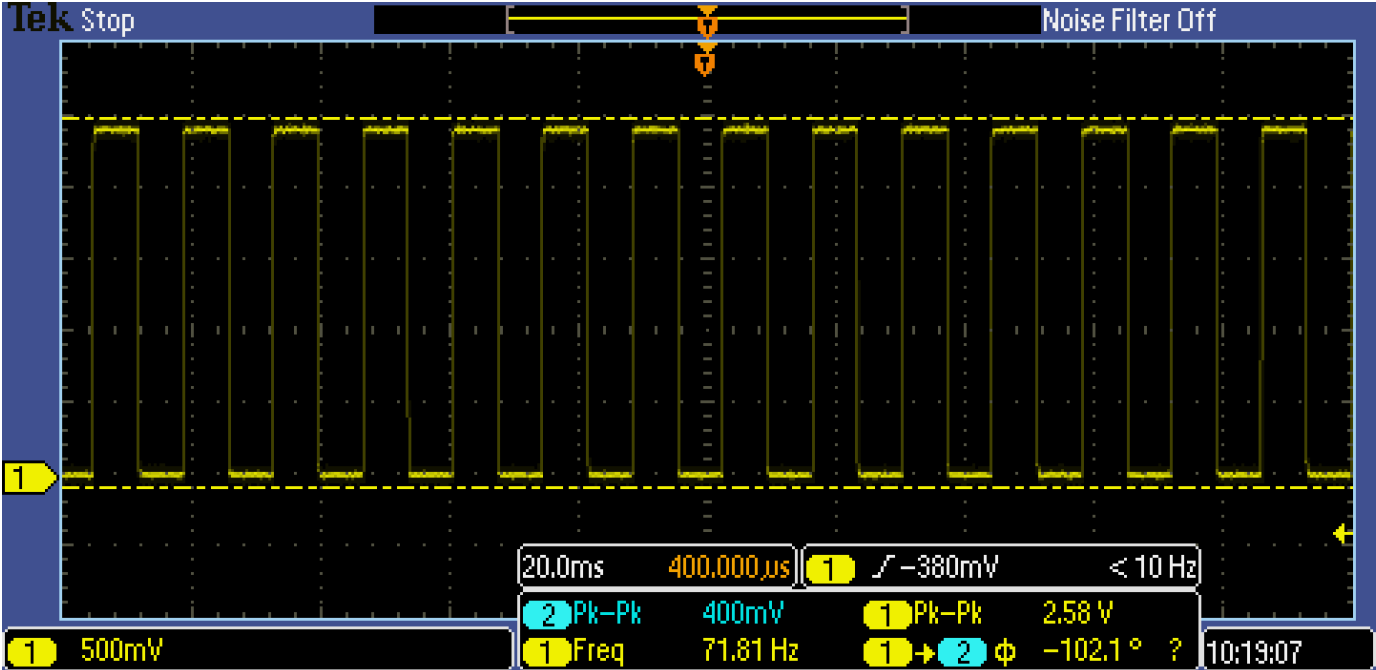 Tek Stop Noise Filter Off
T
T
1
20.0ms 400.000µs 1 −380mV < 10 Hz
2 Pk−Pk 400mV 1 Pk−Pk 2.58 V
1 500mV 1 Freq 71.81 Hz 1 → 2 ϕ −102.1 ° ? 10:19:07